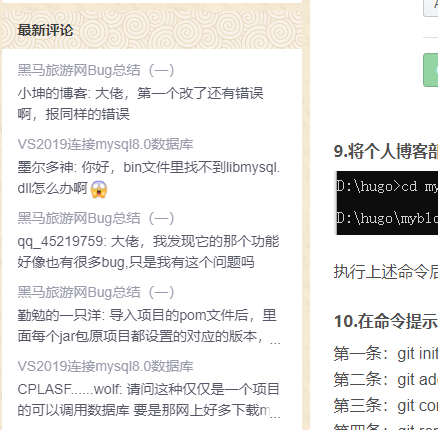 最新评论
黑马旅游网Bug总结（一）
小坤的博客: 大佬，第一个改了还有错误
啊，报同样的错误
VS2019连接mysql8.0数据库
墨尔多神: 你好，bin文件里找不到libmysql.
dll怎么办啊😱
黑马旅游网Bug总结（一）
qq_45219759: 大佬，我发现它的那个功能
好像也有很多bug,只是我有这个问题吗
黑马旅游网Bug总结（一）
勤勉的一只洋: 导入项目的pom文件后，里
面每个jar包原项目都设置的对应的版本，...
VS2019连接mysql8.0数据库
CPLASF......wolf: 请问这种仅仅是一个项目
的可以调用数据库 要是那网上好多下载m...
9.将个人博客部
D:\hugo>cd my
D:\hugo\myblo
执行上述命令后
10.在命令提示
第一条：git init
第二条：git add
第三条：git con
第四条：git rem